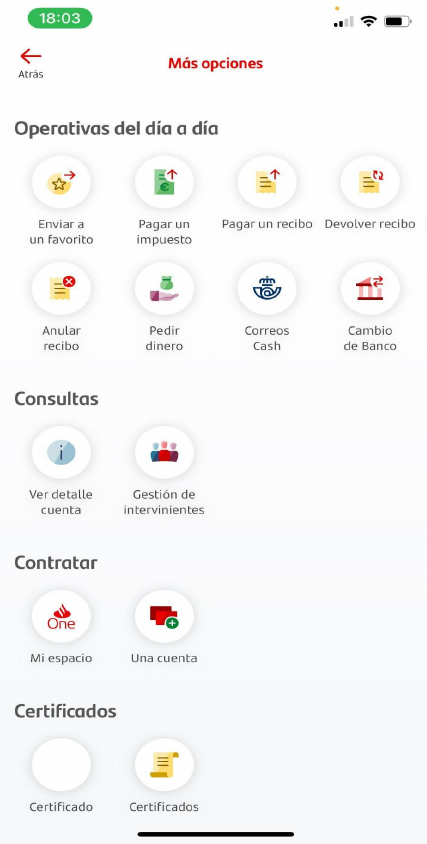 18:03
Atrás
Más opciones
Operativas del día a día
Enviar a
un favorito
Pagar un
impuesto
Pagar un recibo
Devolver recibo
Anular
recibo
Pedir
dinero
Correos
Cash
Cambio
de Banco
Consultas
i
Ver detalle
cuenta
Gestión de
intervinientes
Contratar
One
Mi espacio
Una cuenta
Certificados
Certificado
Certificados